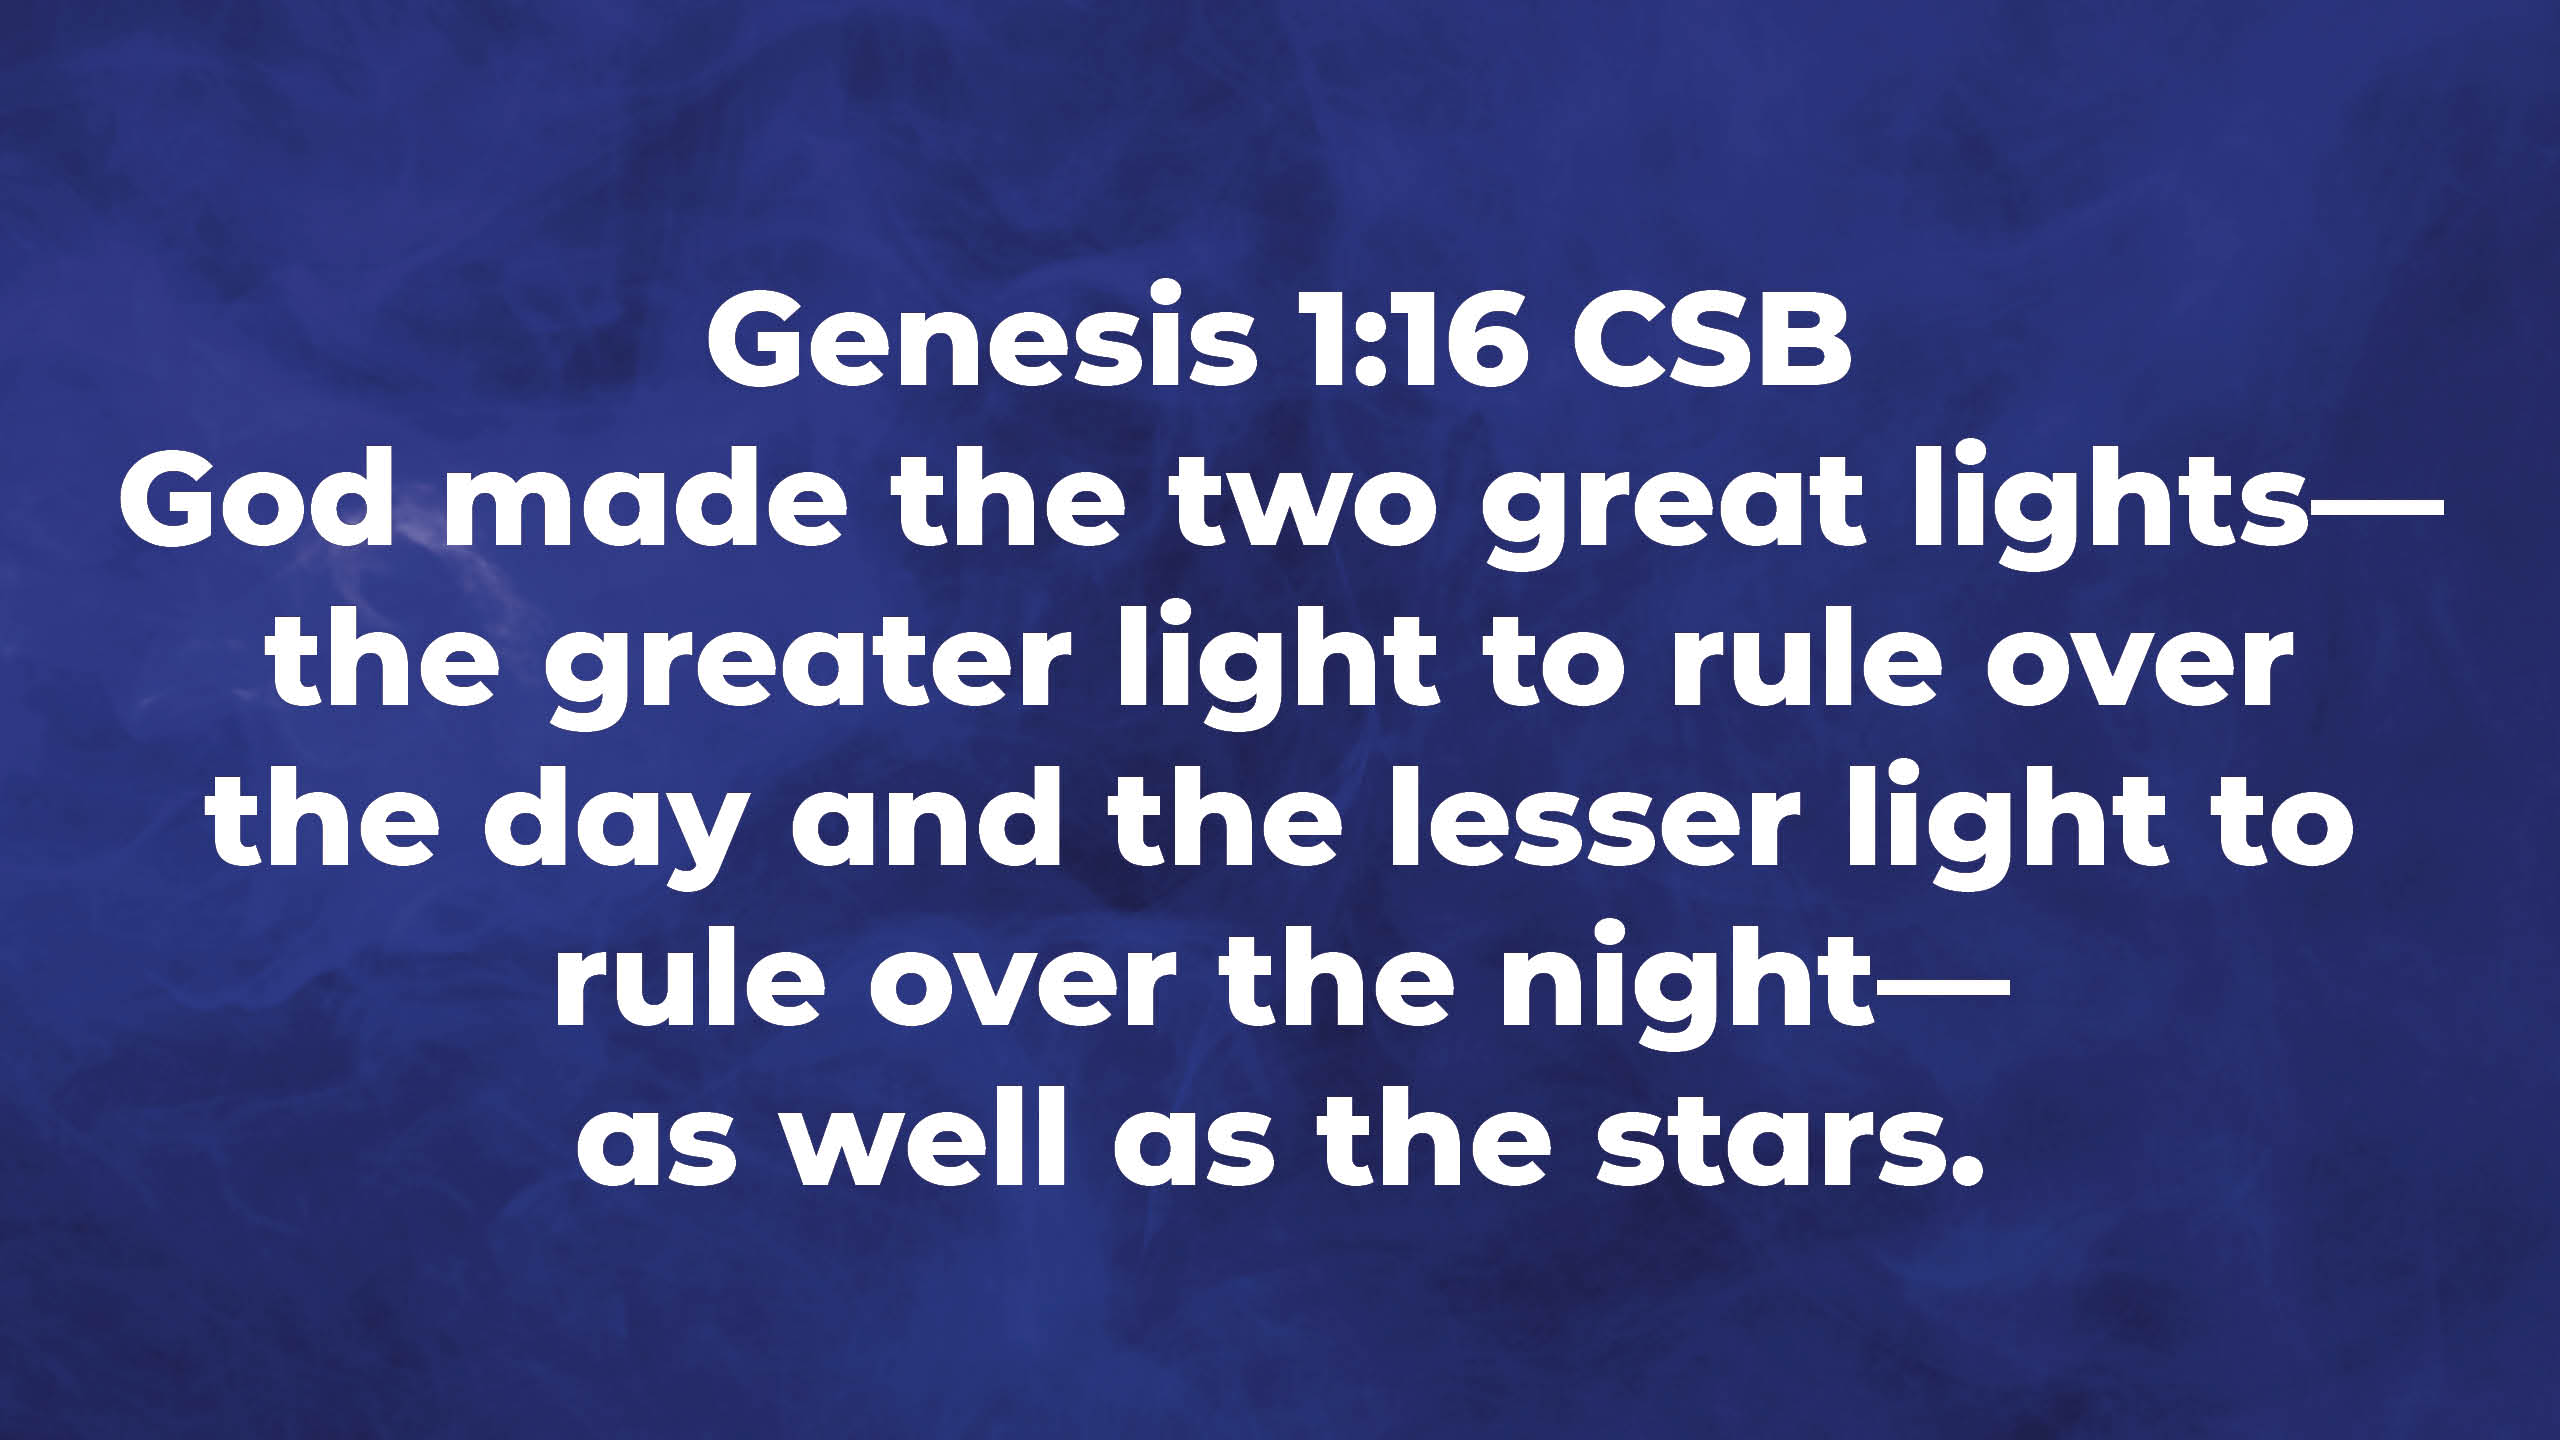 Genesis 1:16 CSB
God made the two great lights—
the greater light to rule over
the day and the lesser light to
rule over the night—
as well as the stars.